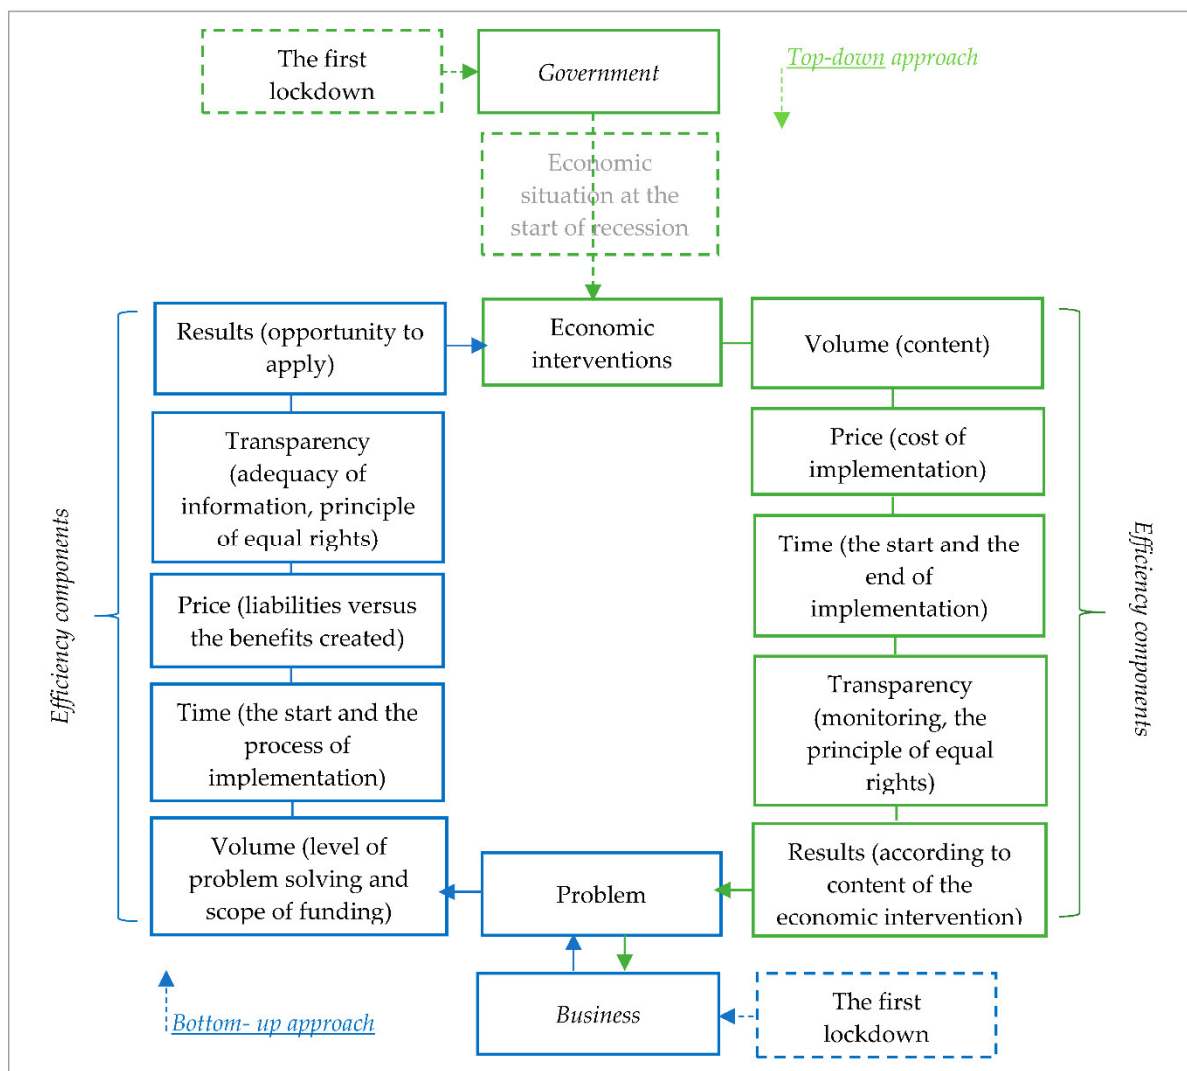 The first
lockdown
Government
Top-down approach
Economic
situation at the
start of recession
Results (opportunity to
apply)
Economic
interventions
Volume (content)
Transparency
(adequacy of
information, principle
of equal rights)
Price (cost of
implementation)
Time (the start and the
end of
implementation)
Price (liabilities versus
the benefits created)
Transparency
(monitoring, the
principle of equal
rights)
Time (the start and the
process of
implementation)
Volume (level of
problem solving and
scope of funding)
Problem
Results (according to
content of the
economic intervention)
Efficiency components
Efficiency components
Bottom- up approach
Business
The first
lockdown